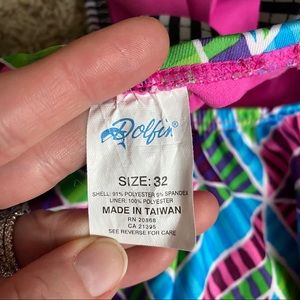 Dolfin®
SIZE: 32
SHELL: 91% POLYESTER 9% SPANDEX
LINER: 100% POLYESTER
MADE IN TAIWAN
RN 20868
CA 21395
SEE REVERSE FOR CARE